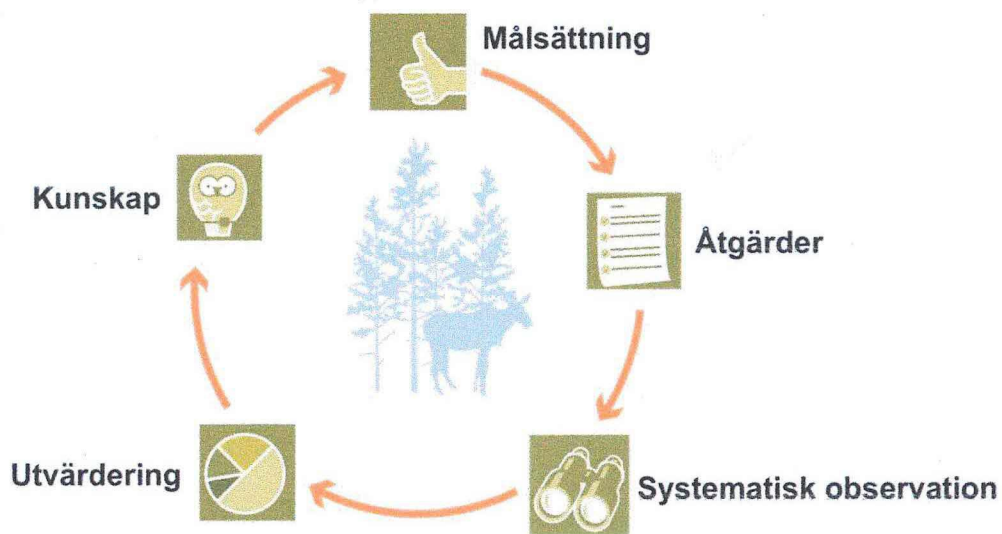 Målsättning
Åtgärder
Systematisk observation
Utvärdering
Kunskap